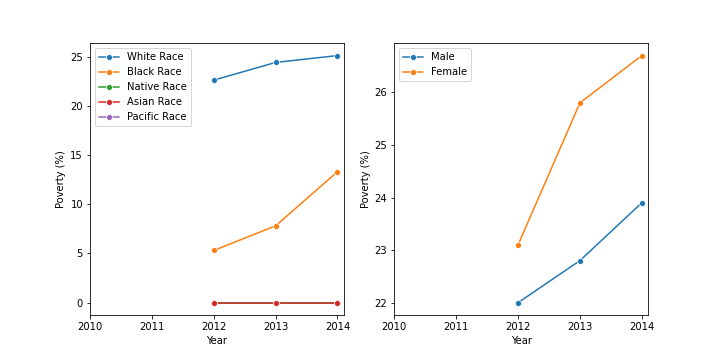 25
20
15
10
5
0
Poverty (%)
White Race
Black Race
Native Race
Asian Race
Pacific Race
2010 2011 2012 2013 2014
Year
26
25
24
23
22
Poverty (%)
Male
Female
2010 2011 2012 2013 2014
Year